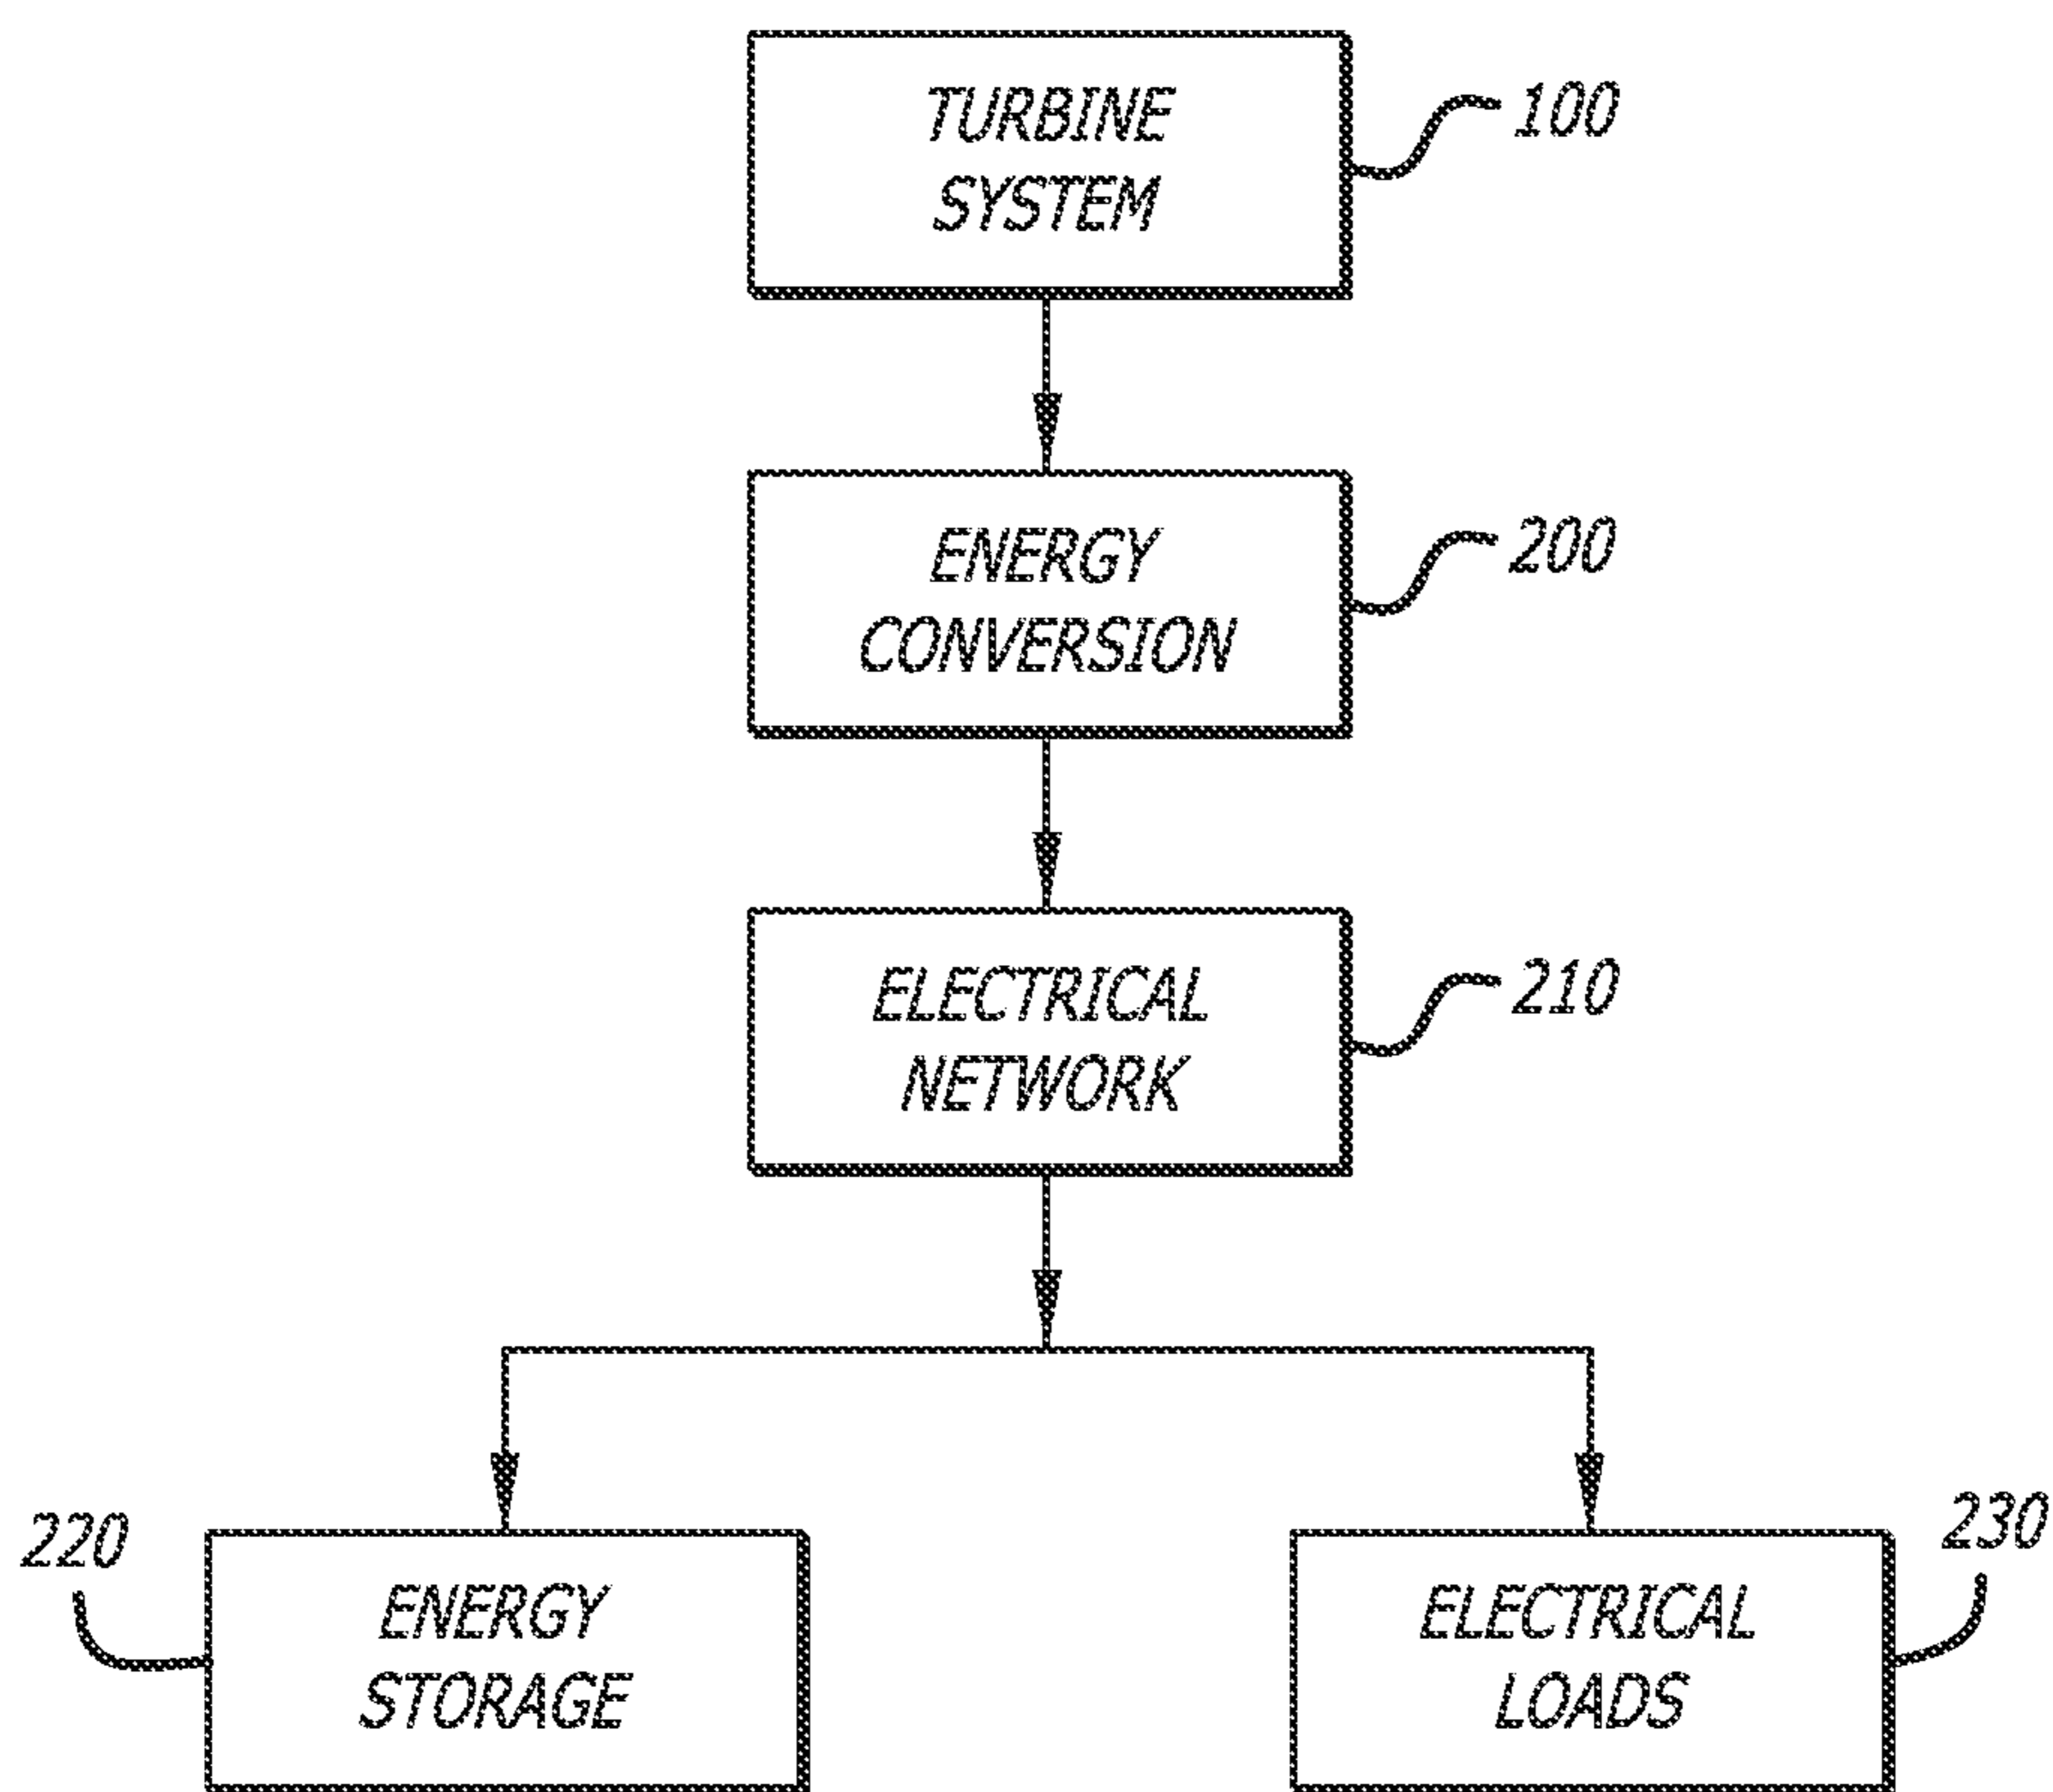 TURBINE
SYSTEM
100
ENERGY
CONVERSION
200
ELECTRICAL
NETWORK
210
220
ENERGY
STORAGE
ELECTRICAL
LOADS
230